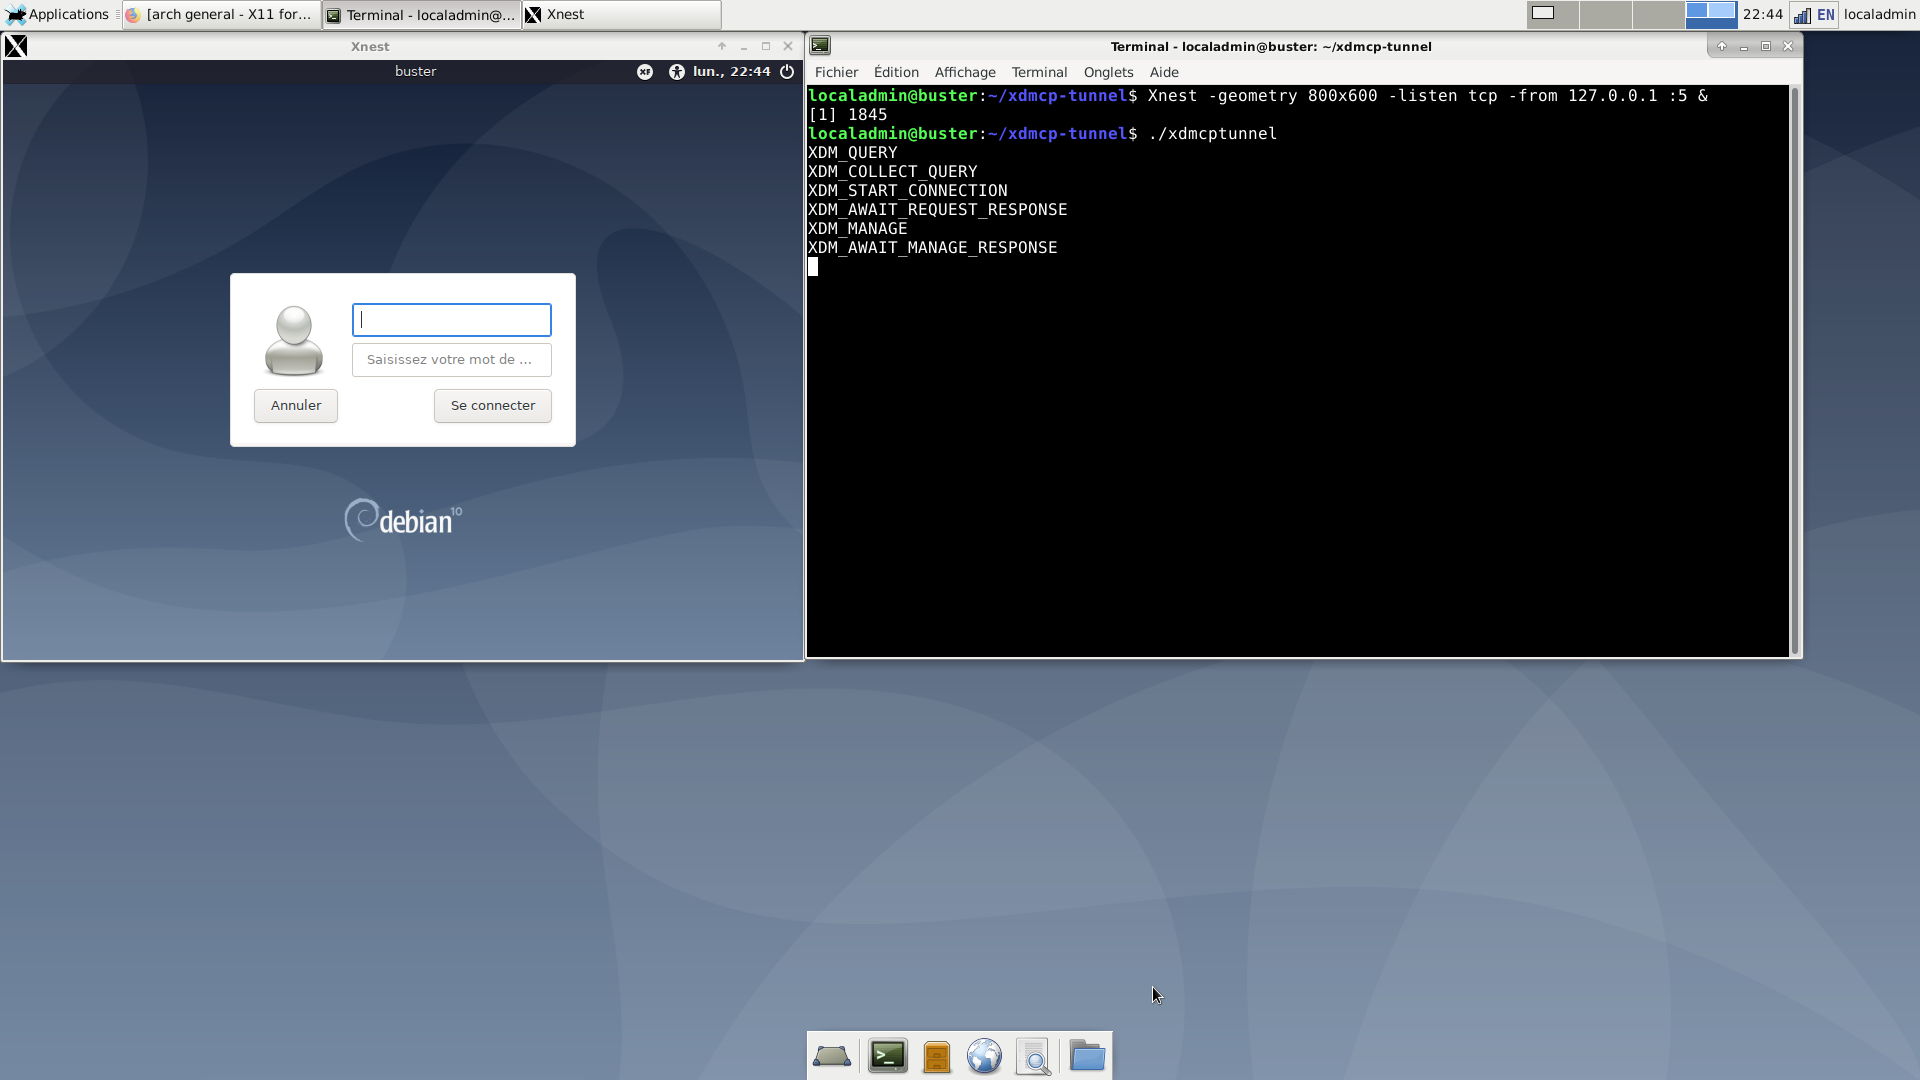 Applications
[arch general - X11 for...
Terminal - localadmin@...
Xnest
22:44
EN
localadmin
Xnest
buster
lun., 22:44
Saisissez votre mot de ...
Annuler
Se connecter
debian 10
Terminal - localadmin@buster: ~/xdmcp-tunnel
Fichier Édition Affichage Terminal Onglets Aide
localadmin@buster:~/xdmcp-tunnel$ Xnest -geometry 800x600 -listen tcp -from 127.0.0.1 :5 &
[1] 1845
localadmin@buster:~/xdmcp-tunnel$ ./xdmcptunnel
XDM_QUERY
XDM_COLLECT_QUERY
XDM_START_CONNECTION
XDM_AWAIT_REQUEST_RESPONSE
XDM_MANAGE
XDM_AWAIT_MANAGE_RESPONSE